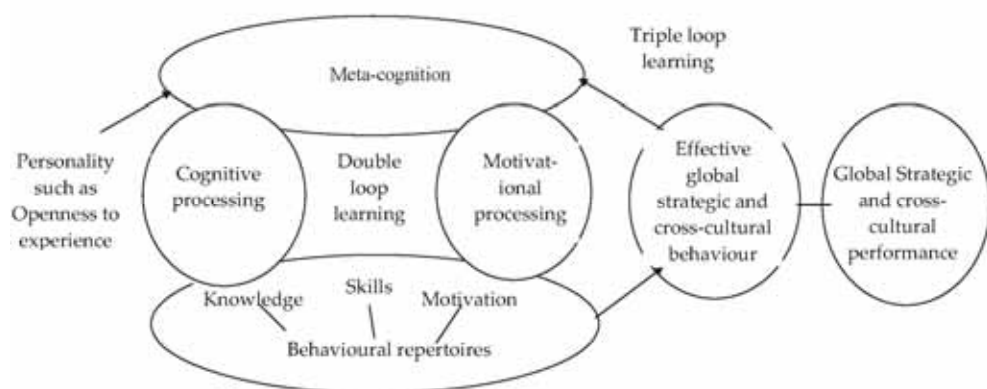 Triple loop
learning
Meta-cognition
Personality
such as
Openness to
experience
Cognitive
processing
Double
loop
learning
Motivat-
ional
processing
Effective
global
strategic and
cross-cultural
behaviour
Global Strategic
and cross-
cultural
performance
Knowledge
Skills
Motivation
Behavioural repertoires